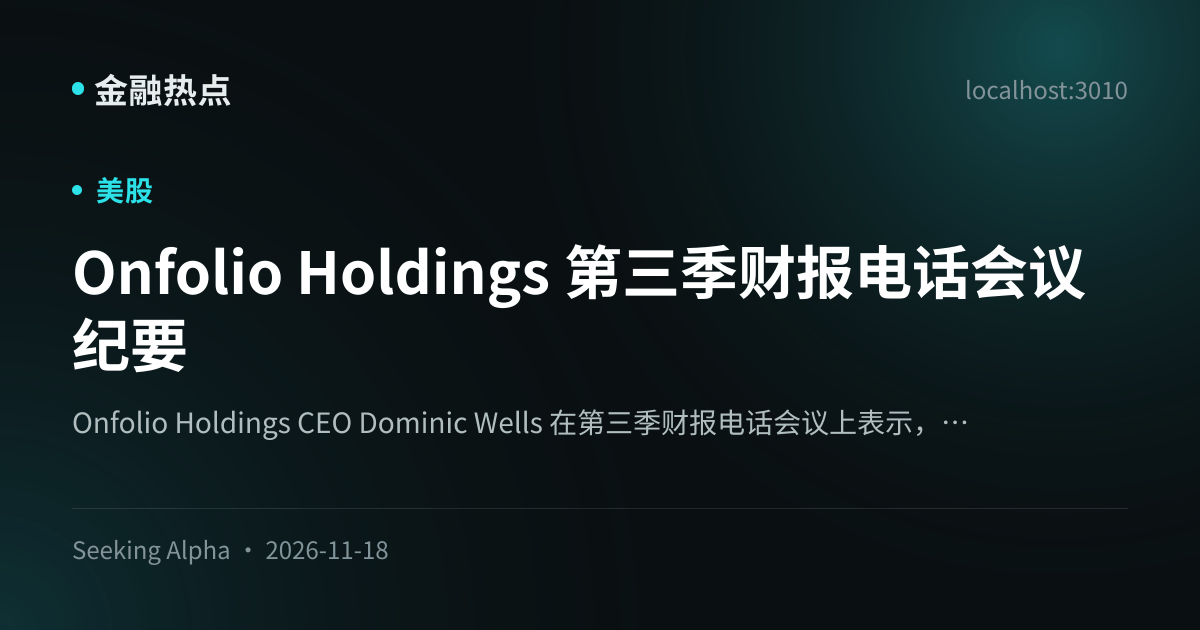 金融热点
localhost:3010
美股
Onfolio Holdings 第三季财报电话会议
纪要
Onfolio Holdings CEO Dominic Wells 在第三季财报电话会议上表示，…
Seeking Alpha · 2026-11-18